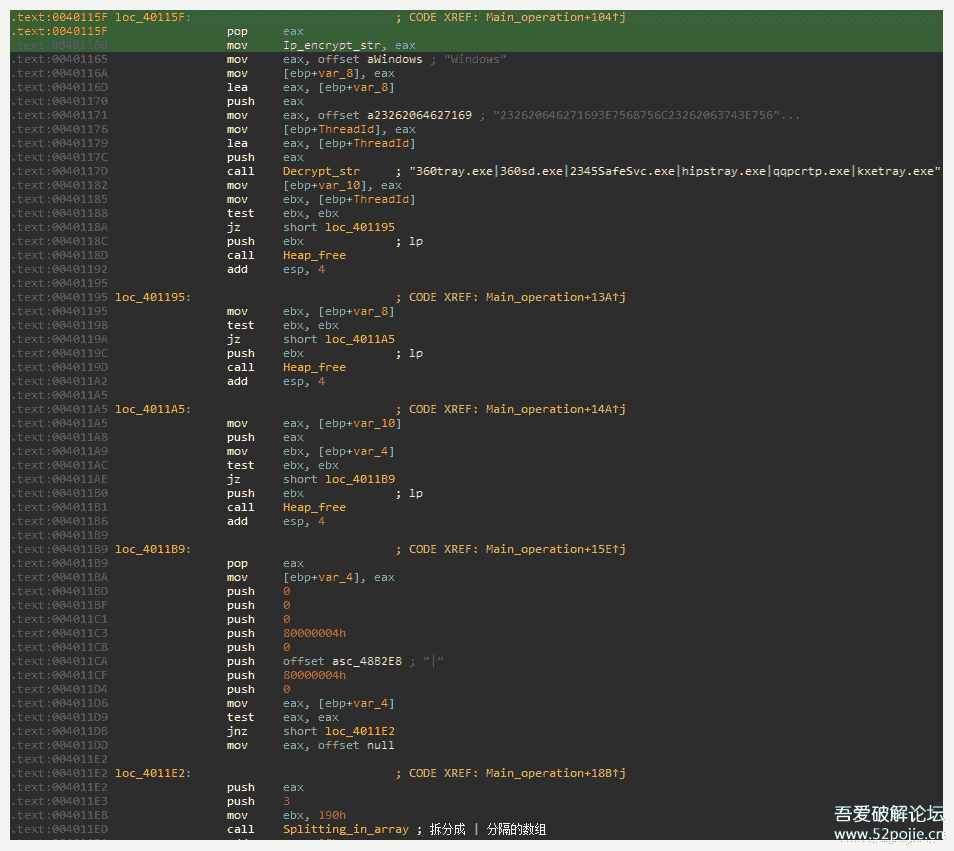 .text:0040115F loc_40115F: ; CODE XREF: Main_operation+104↑j
.text:0040115F pop eax
.text:00401160 mov Ip_encrypt_str, eax
.text:00401165 mov eax, offset aWindows ; "Windows"
.text:0040116A mov [ebp+var_8], eax
.text:0040116D lea eax, [ebp+var_8]
.text:00401170 push eax
.text:00401171 mov eax, offset a23262064627169 ; "232620646271693E7568756C23262063743E756"...
.text:00401176 mov [ebp+ThreadId], eax
.text:00401179 lea eax, [ebp+ThreadId]
.text:0040117C push eax
.text:0040117D call Decrypt_str ; "360tray.exe|360sd.exe|2345SafeSvc.exe|hipstray.exe|qqpcrtp.exe|kxetray.exe"
.text:00401182 mov [ebp+var_10], eax
.text:00401185 mov ebx, [ebp+ThreadId]
.text:00401188 test ebx, ebx
.text:0040118A jz short loc_401195
.text:0040118C push ebx ; lp
.text:0040118D call Heap_free
.text:00401192 add esp, 4
.text:00401195
.text:00401195 loc_401195: ; CODE XREF: Main_operation+13A↑j
.text:00401195 mov ebx, [ebp+var_8]
.text:00401198 test ebx, ebx
.text:0040119A jz short loc_4011A5
.text:0040119C push ebx ; lp
.text:0040119D call Heap_free
.text:004011A2 add esp, 4
.text:004011A5
.text:004011A5 loc_4011A5: ; CODE XREF: Main_operation+14A↑j
.text:004011A5 mov eax, [ebp+var_10]
.text:004011A8 push eax
.text:004011A9 mov ebx, [ebp+var_4]
.text:004011AC test ebx, ebx
.text:004011AE jz short loc_4011B9
.text:004011B0 push ebx ; lp
.text:004011B1 call Heap_free
.text:004011B6 add esp, 4
.text:004011B9
.text:004011B9 loc_4011B9: ; CODE XREF: Main_operation+15E↑j
.text:004011B9 pop eax
.text:004011BA mov [ebp+var_4], eax
.text:004011BD push 0
.text:004011BF push 0
.text:004011C1 push 0
.text:004011C3 push 80000004h
.text:004011C8 push 0
.text:004011CA push offset asc_48B2E8 ; "|"
.text:004011CF push 80000004h
.text:004011D4 push 0
.text:004011D6 mov eax, [ebp+var_4]
.text:004011D9 test eax, eax
.text:004011DB jnz short loc_4011E2
.text:004011DD mov eax, offset null
.text:004011E2
.text:004011E2 loc_4011E2: ; CODE XREF: Main_operation+18B↑j
.text:004011E2 push eax
.text:004011E3 push 3
.text:004011E8 mov ebx, 190h
.text:004011ED call Splitting_in_array ; 拆分成 | 分隔的数组
吾爱破解论坛
www.52pojie.cn